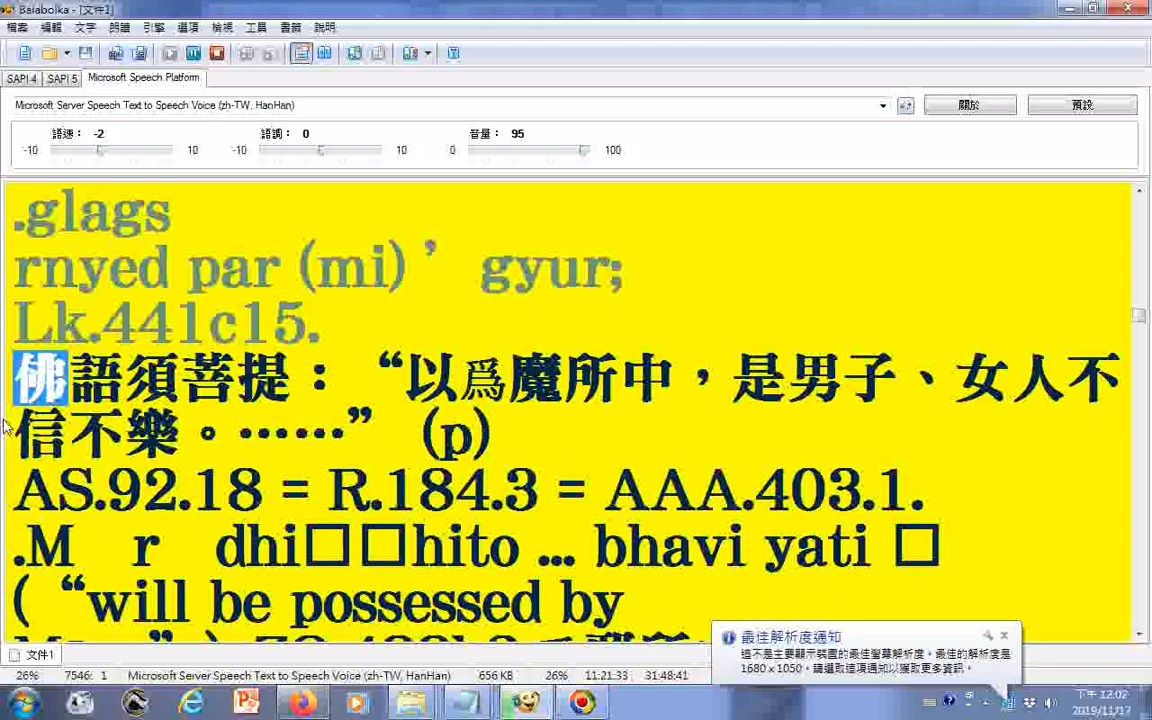 Balabolka - [文件1]
檔案 編輯 文字 朗讀 引擎 選項 檢視 工具 書籤 說明
SAPI 4 SAPI 5 Microsoft Speech Platform
Microsoft Server Speech Text to Speech Voice (zh-TW, HanHan) 關於 預設
語速: -2 語調: 0 音量: 95
-10 10 -10 10 0 100
.glags
rnyed par (mi) ’ gyur;
Lk.441c15.
佛語須菩提：“以爲魔所中，是男子、女人不
信不樂。……” (p)
AS.92.18 = R.184.3 = AAA.403.1.
.M r dhi□□hito ... bhavi yati □
(“will be possessed by
最佳解析度通知
這不是主要顯示裝置的最佳螢幕解析度。最佳的解析度是
1680 x 1050。請選取這項通知以獲取更多資訊。
文件1
26% 7546: 1 Microsoft Server Speech Text to Speech Voice (zh-TW, HanHan) 656 KB 26% 11:21:33 31:48:41
下午 12:02
2019/11/17